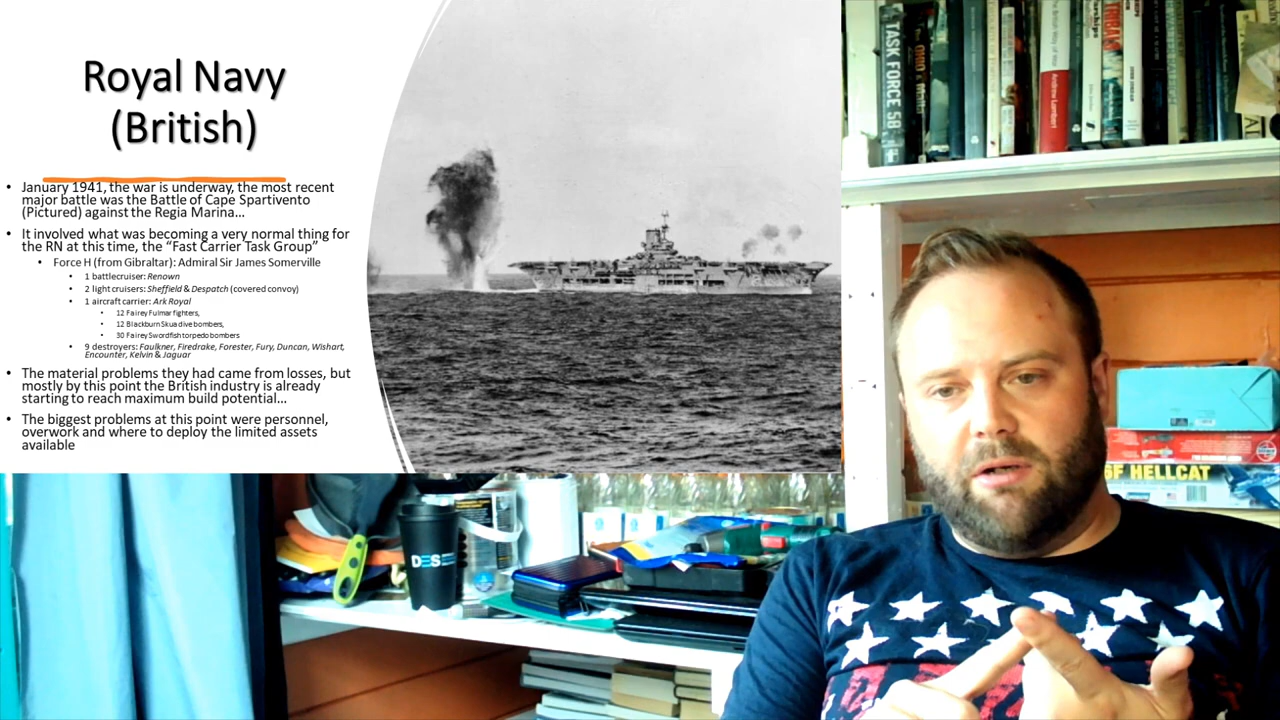 Royal Navy
(British)
• January 1941, the war is underway, the most recent
major battle was the Battle of Cape Spartivento
(Pictured) against the Regia Marina…
• It involved what was becoming a very normal thing for
the RN at this time, the “Fast Carrier Task Group”
• Force H (from Gibraltar): Admiral Sir James Somerville
• 1 battlecruiser: Renown
• 2 light cruisers: Sheffield & Despatch (covered convoy)
• 1 aircraft carrier: Ark Royal
• 12 Fairey Fulmar fighters,
• 12 Blackburn Skua dive bombers,
• 30 Fairey Swordfish torpedo bombers
• 9 destroyers: Faulkner, Firedrake, Forester, Fury, Duncan, Wishart,
Encounter, Kelvin & Jaguar
• The material problems they had came from losses, but
mostly by this point the British industry is already
starting to reach maximum build potential…
• The biggest problems at this point were personnel,
overwork and where to deploy the limited assets
available
TASK FORCE 58
Andrew Lambert
HELLCAT
DES